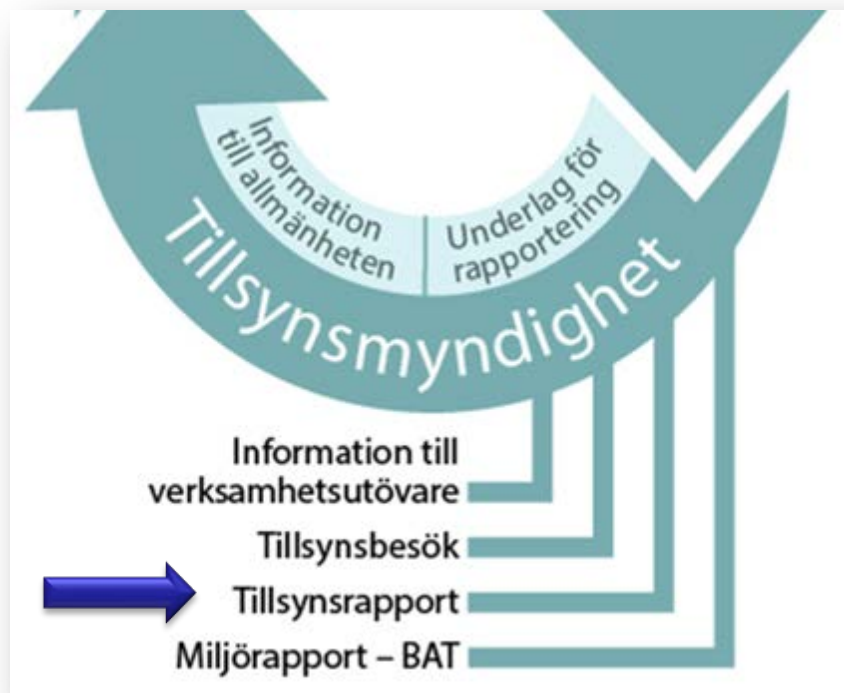 Information
till allmänheten
Underlag för
rapportering
Tillsynsmyndighet
Information till
verksamhetsutövare
Tillsynsbesök
Tillsynsrapport
Miljörapport – BAT